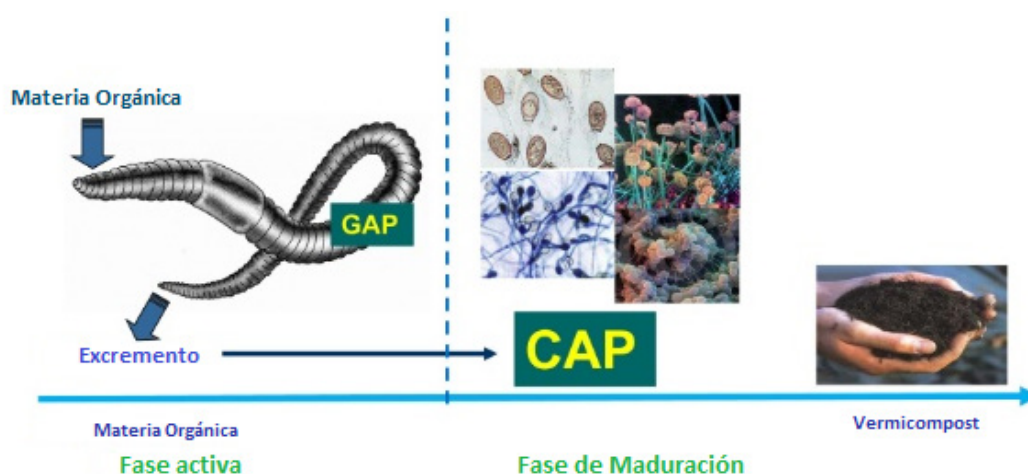 Materia Orgánica
GAP
Excremento
CAP
Materia Orgánica
Vermicompost
Fase activa
Fase de Maduración